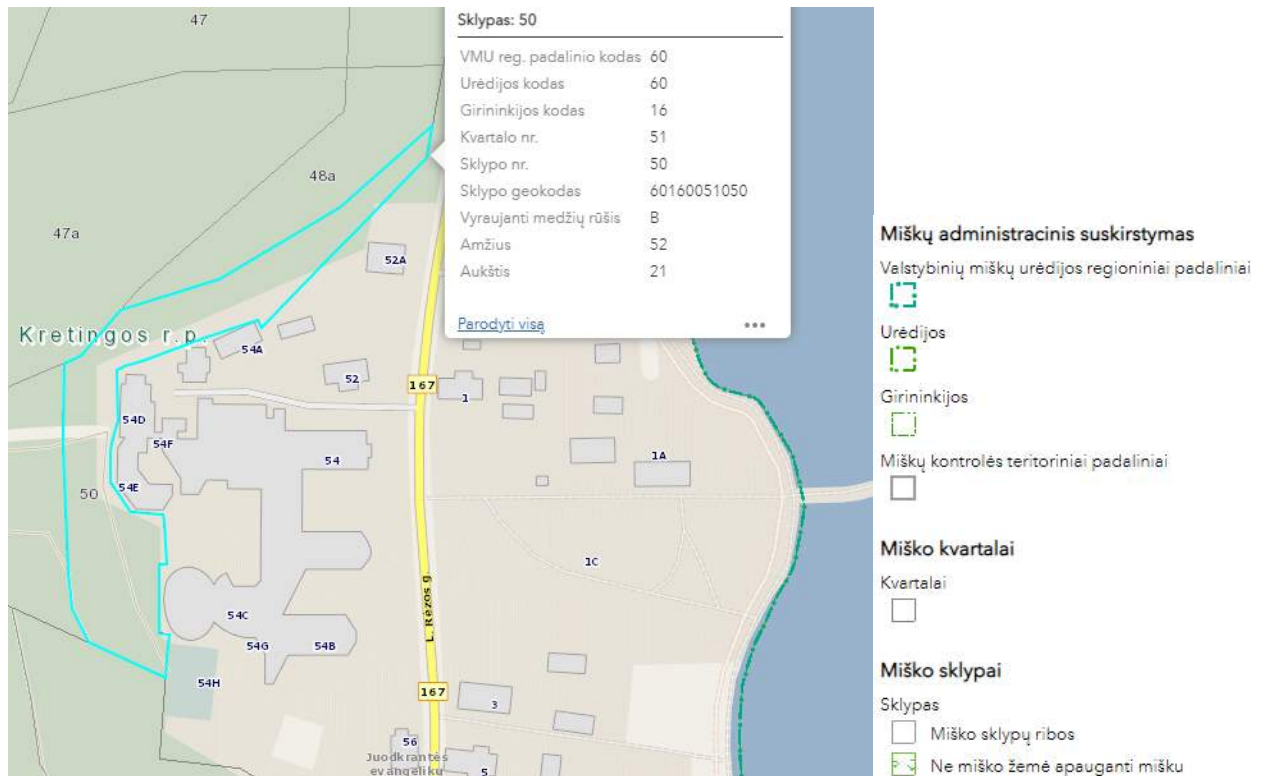 47
48a
47a
Kretingos r.p.
50
Sklypas: 50
VMU reg. padalinio kodas 60
Urėdijos kodas 60
Girininkijos kodas 16
Kvartalo nr. 51
Sklypo nr. 50
Sklypo geokodas 60160051050
Vyraujanti medžių rūšis B
Amžius 52
Aukštis 21
Parodyti visą
52A
54A
52
167
1
54D
54F
54
1A
54E
1C
L. Rėzos g.
54C
54G
54B
54H
167
3
56
Juodkrantės
evangelikų
5
Miškų administracinis suskirstymas
Valstybinių miškų urėdijos regioniniai padaliniai
Urėdijos
Girininkijos
Miškų kontrolės teritoriniai padaliniai
Miško kvartalai
Kvartalai
Miško sklypai
Sklypas
Miško sklypų ribos
Ne miško žemė apauganti mišku